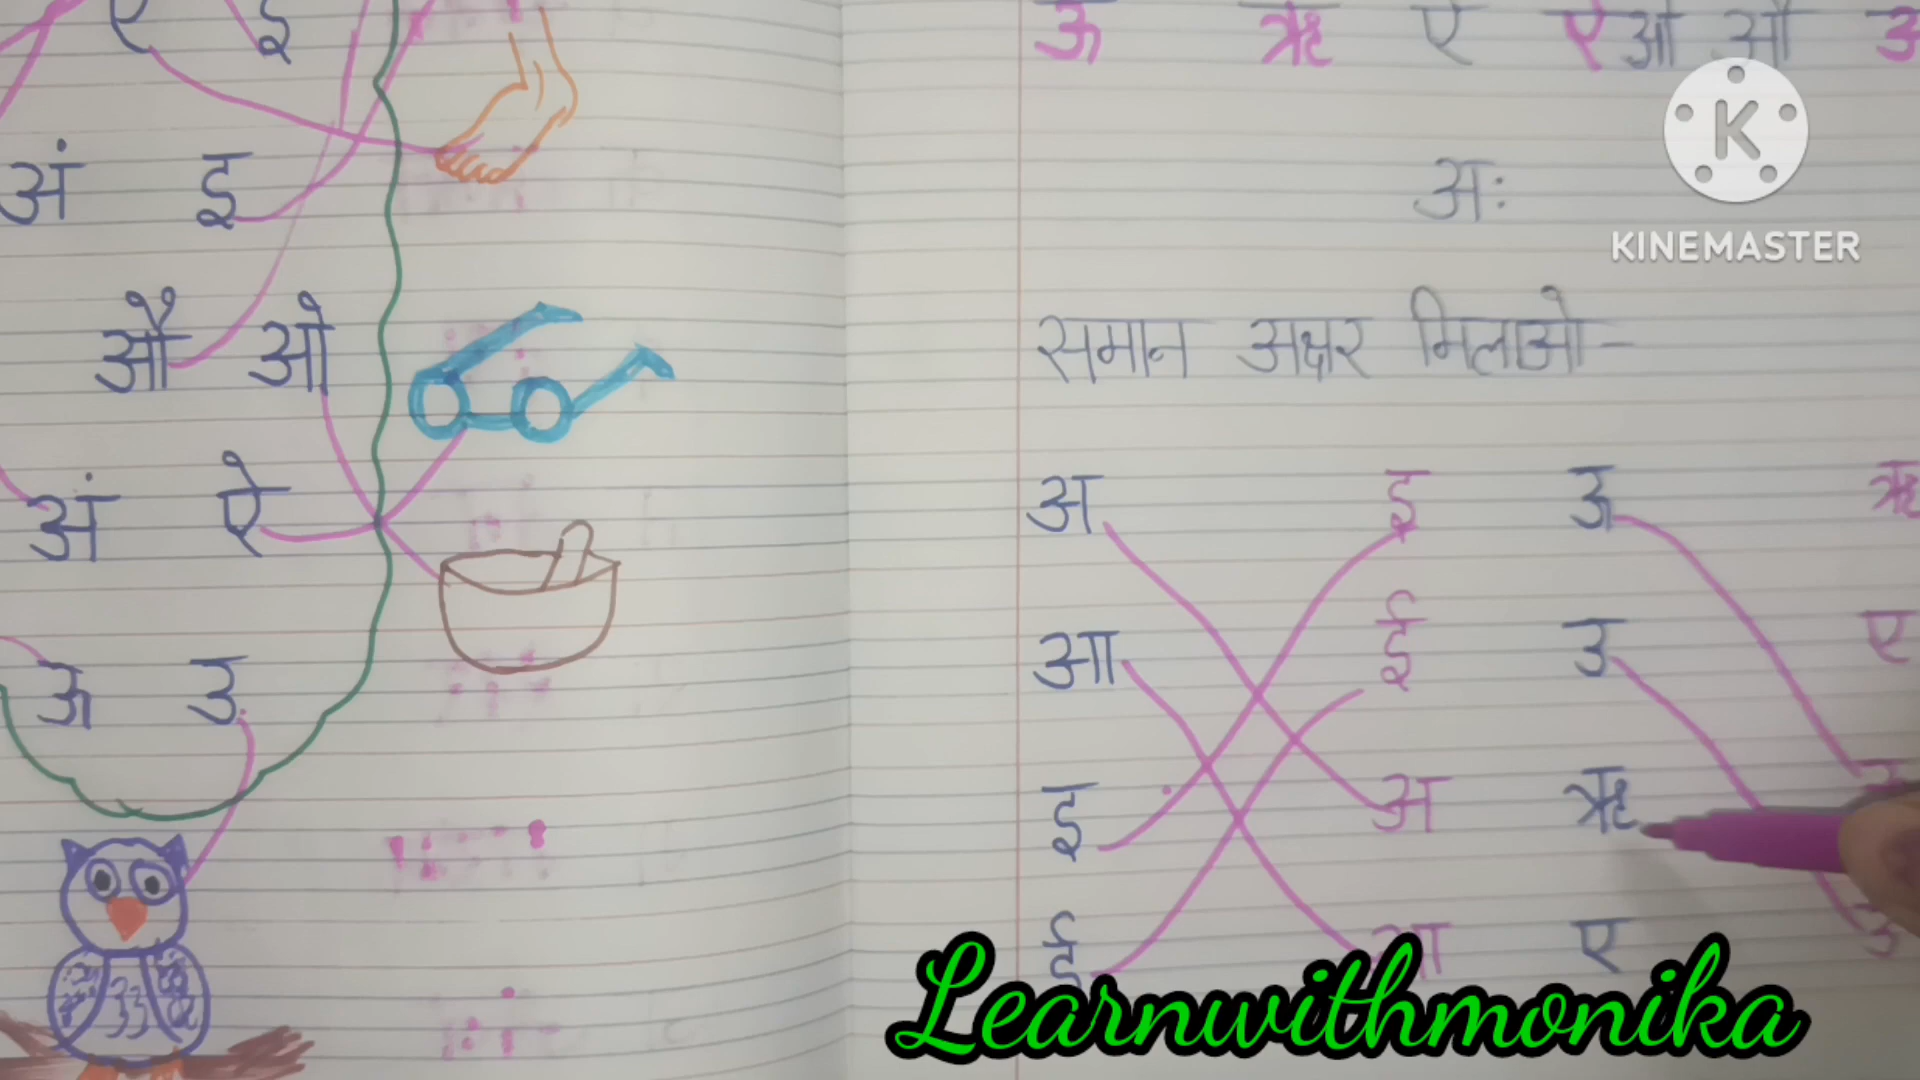 ए इ
अं इ
औ ओ
अं ऐ
ऊ उ
ऊ ऋ ए ऐ ओ औ
अः
K
KINEMASTER
समान अक्षर मिलाओ-
अ इ उ ऋ
आ ई उ ए
इ अ ऋ
ई आ ए उ
Learnwithmonika